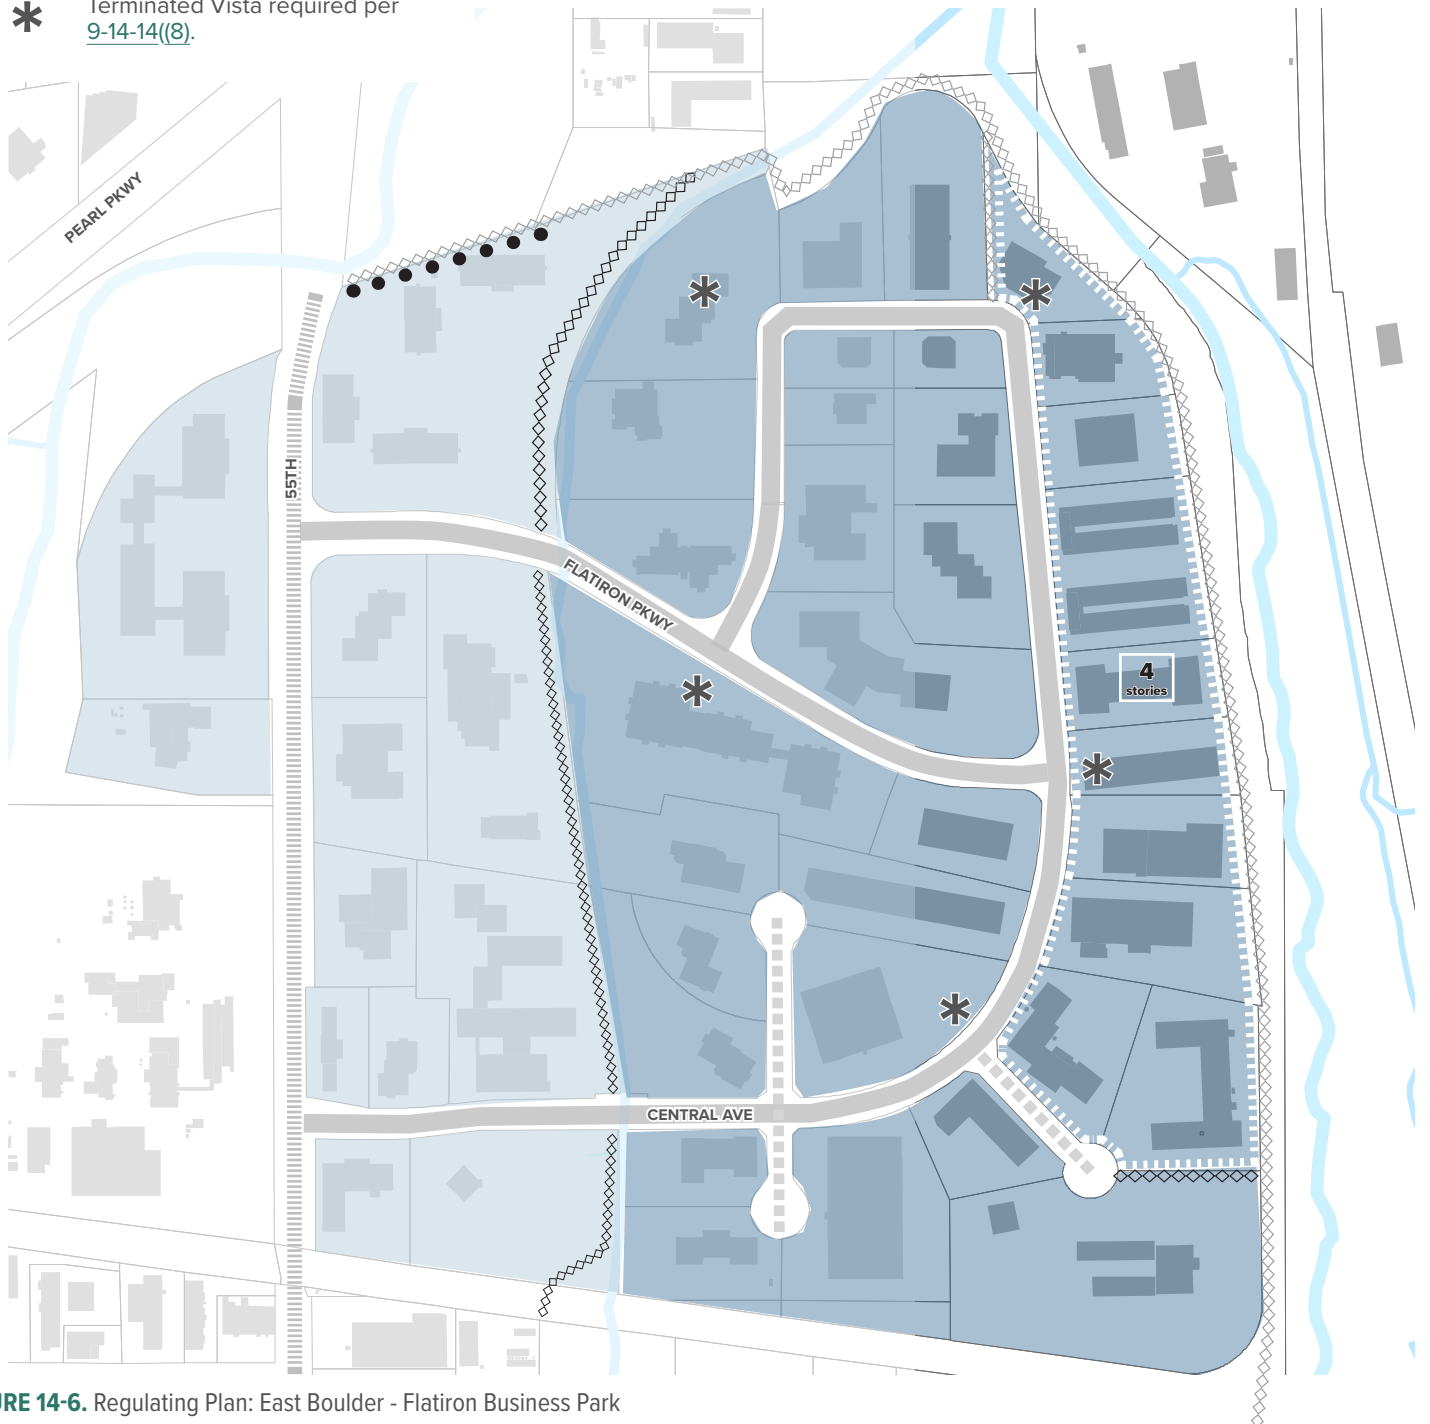 Terminated Vista required per
9-14-14((8).
PEARL PKWY
55TH
FLATIRON PKWY
4
stories
CENTRAL AVE
URE 14-6. Regulating Plan: East Boulder - Flatiron Business Park